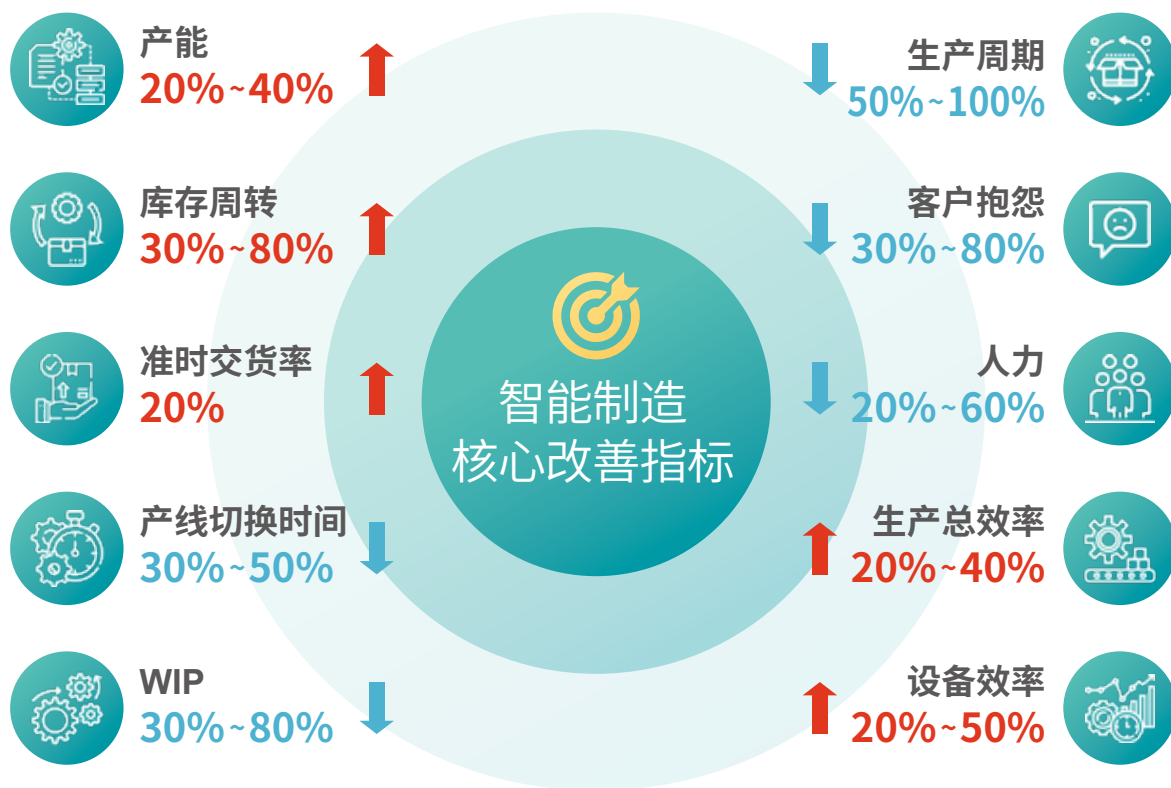 产能
20%~40%
库存周转
30%~80%
准时交货率
20%
产线切换时间
30%~50%
WIP
30%~80%
智能制造
核心改善指标
生产周期
50%~100%
客户抱怨
30%~80%
人力
20%~60%
生产总效率
20%~40%
设备效率
20%~50%